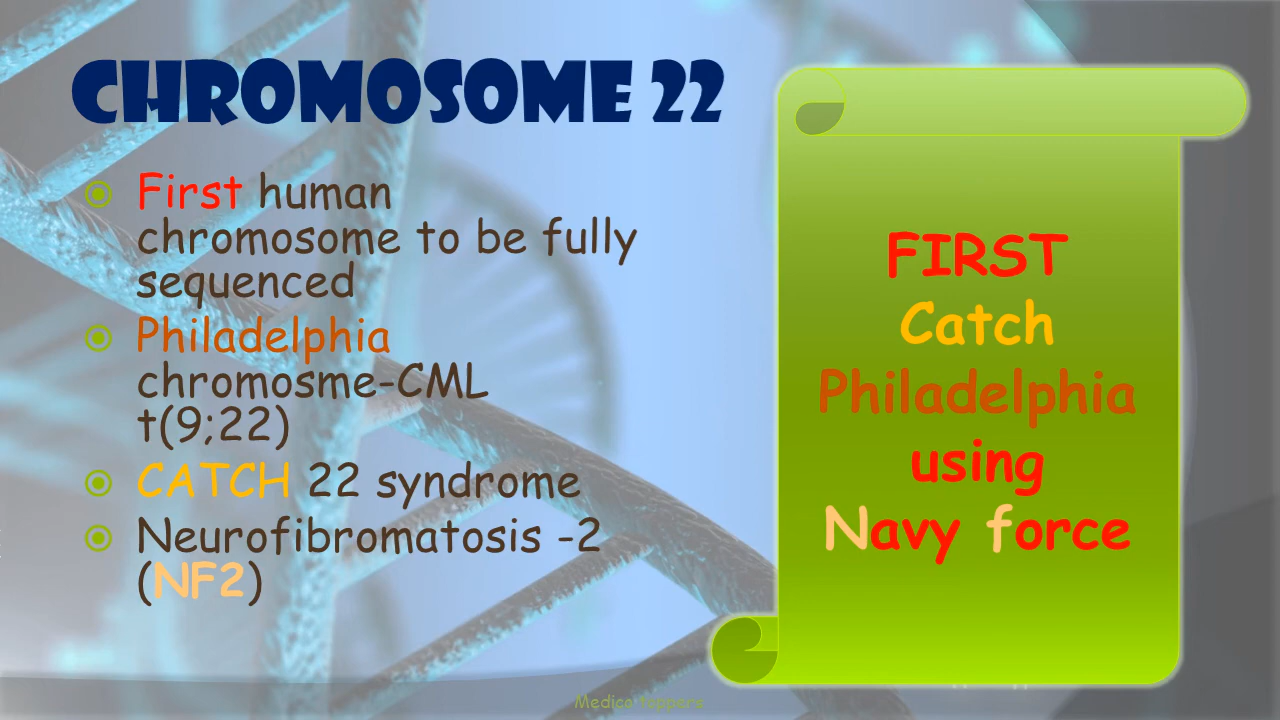 CHROMOSOME 22
First human
chromosome to be fully
sequenced
Philadelphia
chromosme-CML
t(9;22)
CATCH 22 syndrome
Neurofibromatosis -2
(NF2)
FIRST
Catch
Philadelphia
using
Navy force
Medico toppers